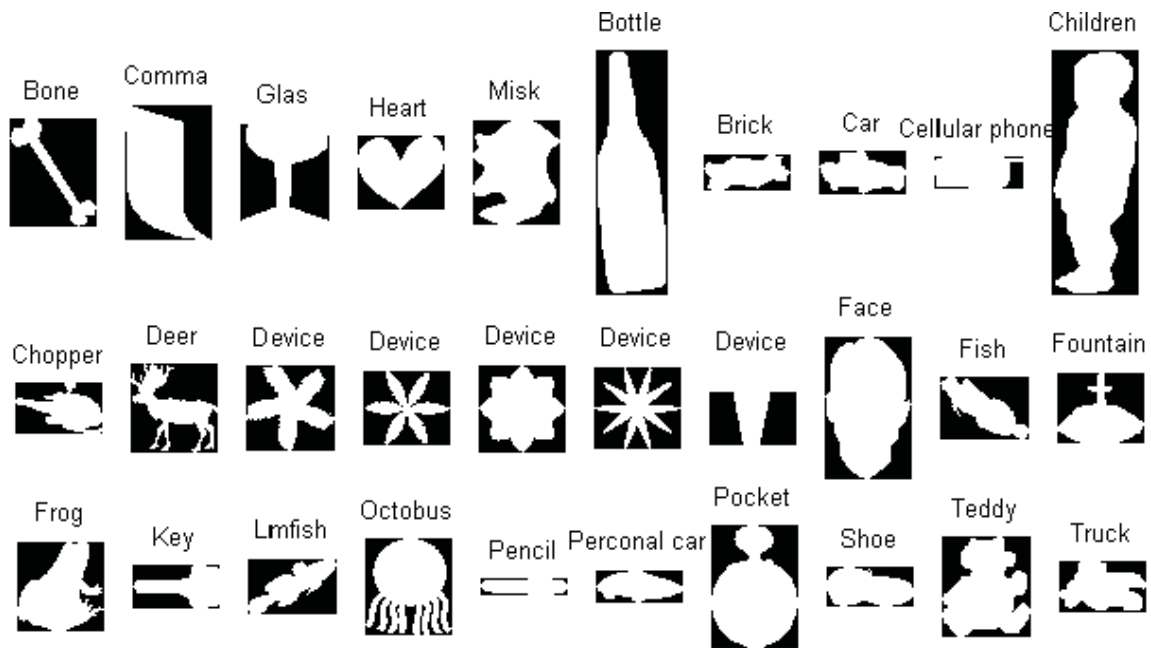 Bone
Comma
Glas
Heart
Misk
Bottle
Brick
Car
Cellular phone
Children
Chopper
Deer
Device
Device
Device
Device
Device
Face
Fish
Fountain
Frog
Key
Lmfish
Octobus
Pencil
Perconal car
Pocket
Shoe
Teddy
Truck